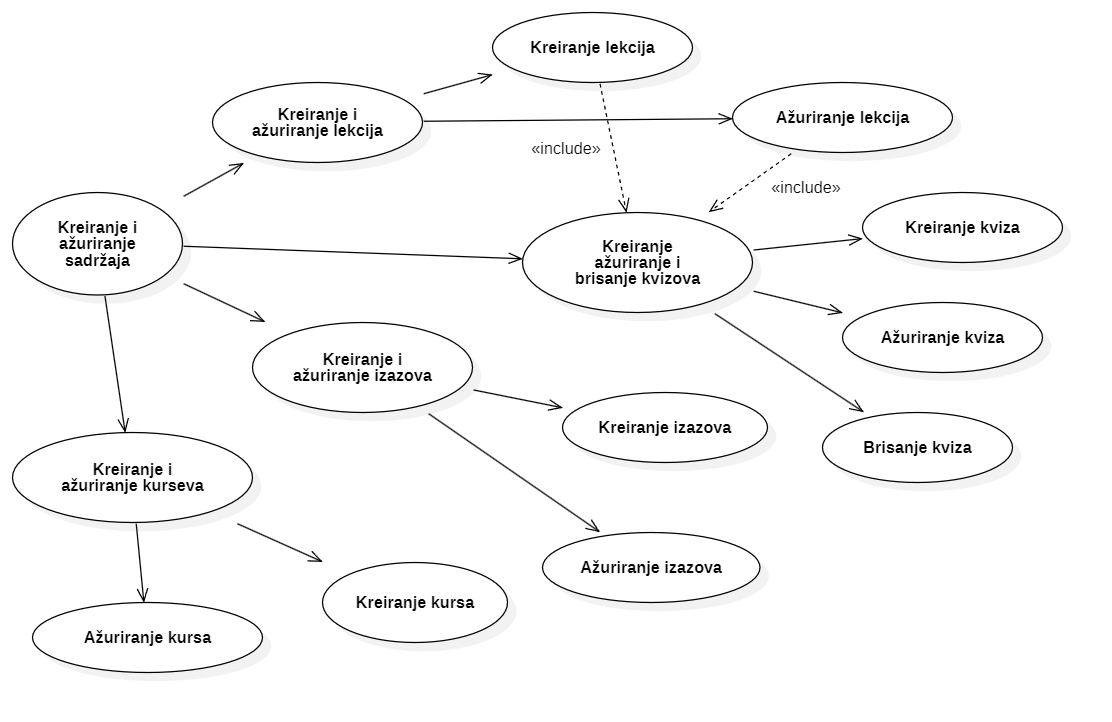 Kreiranje lekcija
Kreiranje i
ažuriranje lekcija
Ažuriranje lekcija
«include»
«include»
Kreiranje i
ažuriranje
sadržaja
Kreiranje
ažuriranje i
brisanje kvizova
Kreiranje kviza
Ažuriranje kviza
Kreiranje i
ažuriranje izazova
Kreiranje izazova
Brisanje kviza
Kreiranje i
ažuriranje kurseva
Ažuriranje izazova
Kreiranje kursa
Ažuriranje kursa